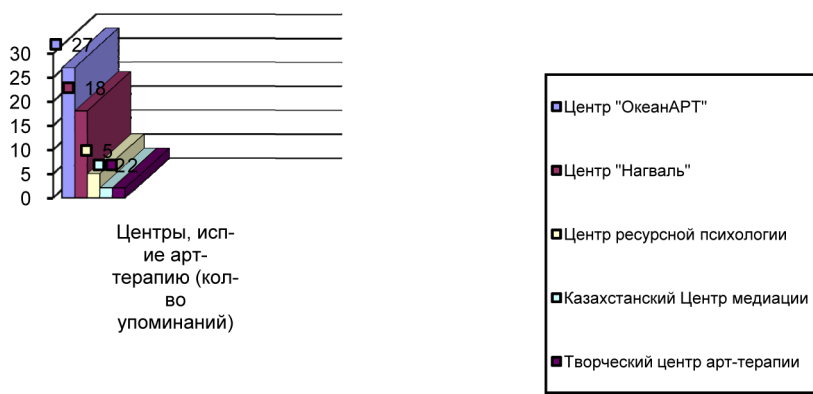 30
25
20
15
10
5
0
27
18
5
2 2
Центры, исп-
ие арт-
терапию (кол-
во
упоминаний)
Центр "ОкеанАРТ"
Центр "Нагваль"
Центр ресурсной психологии
Казахстанский Центр медиации
Творческий центр арт-терапии